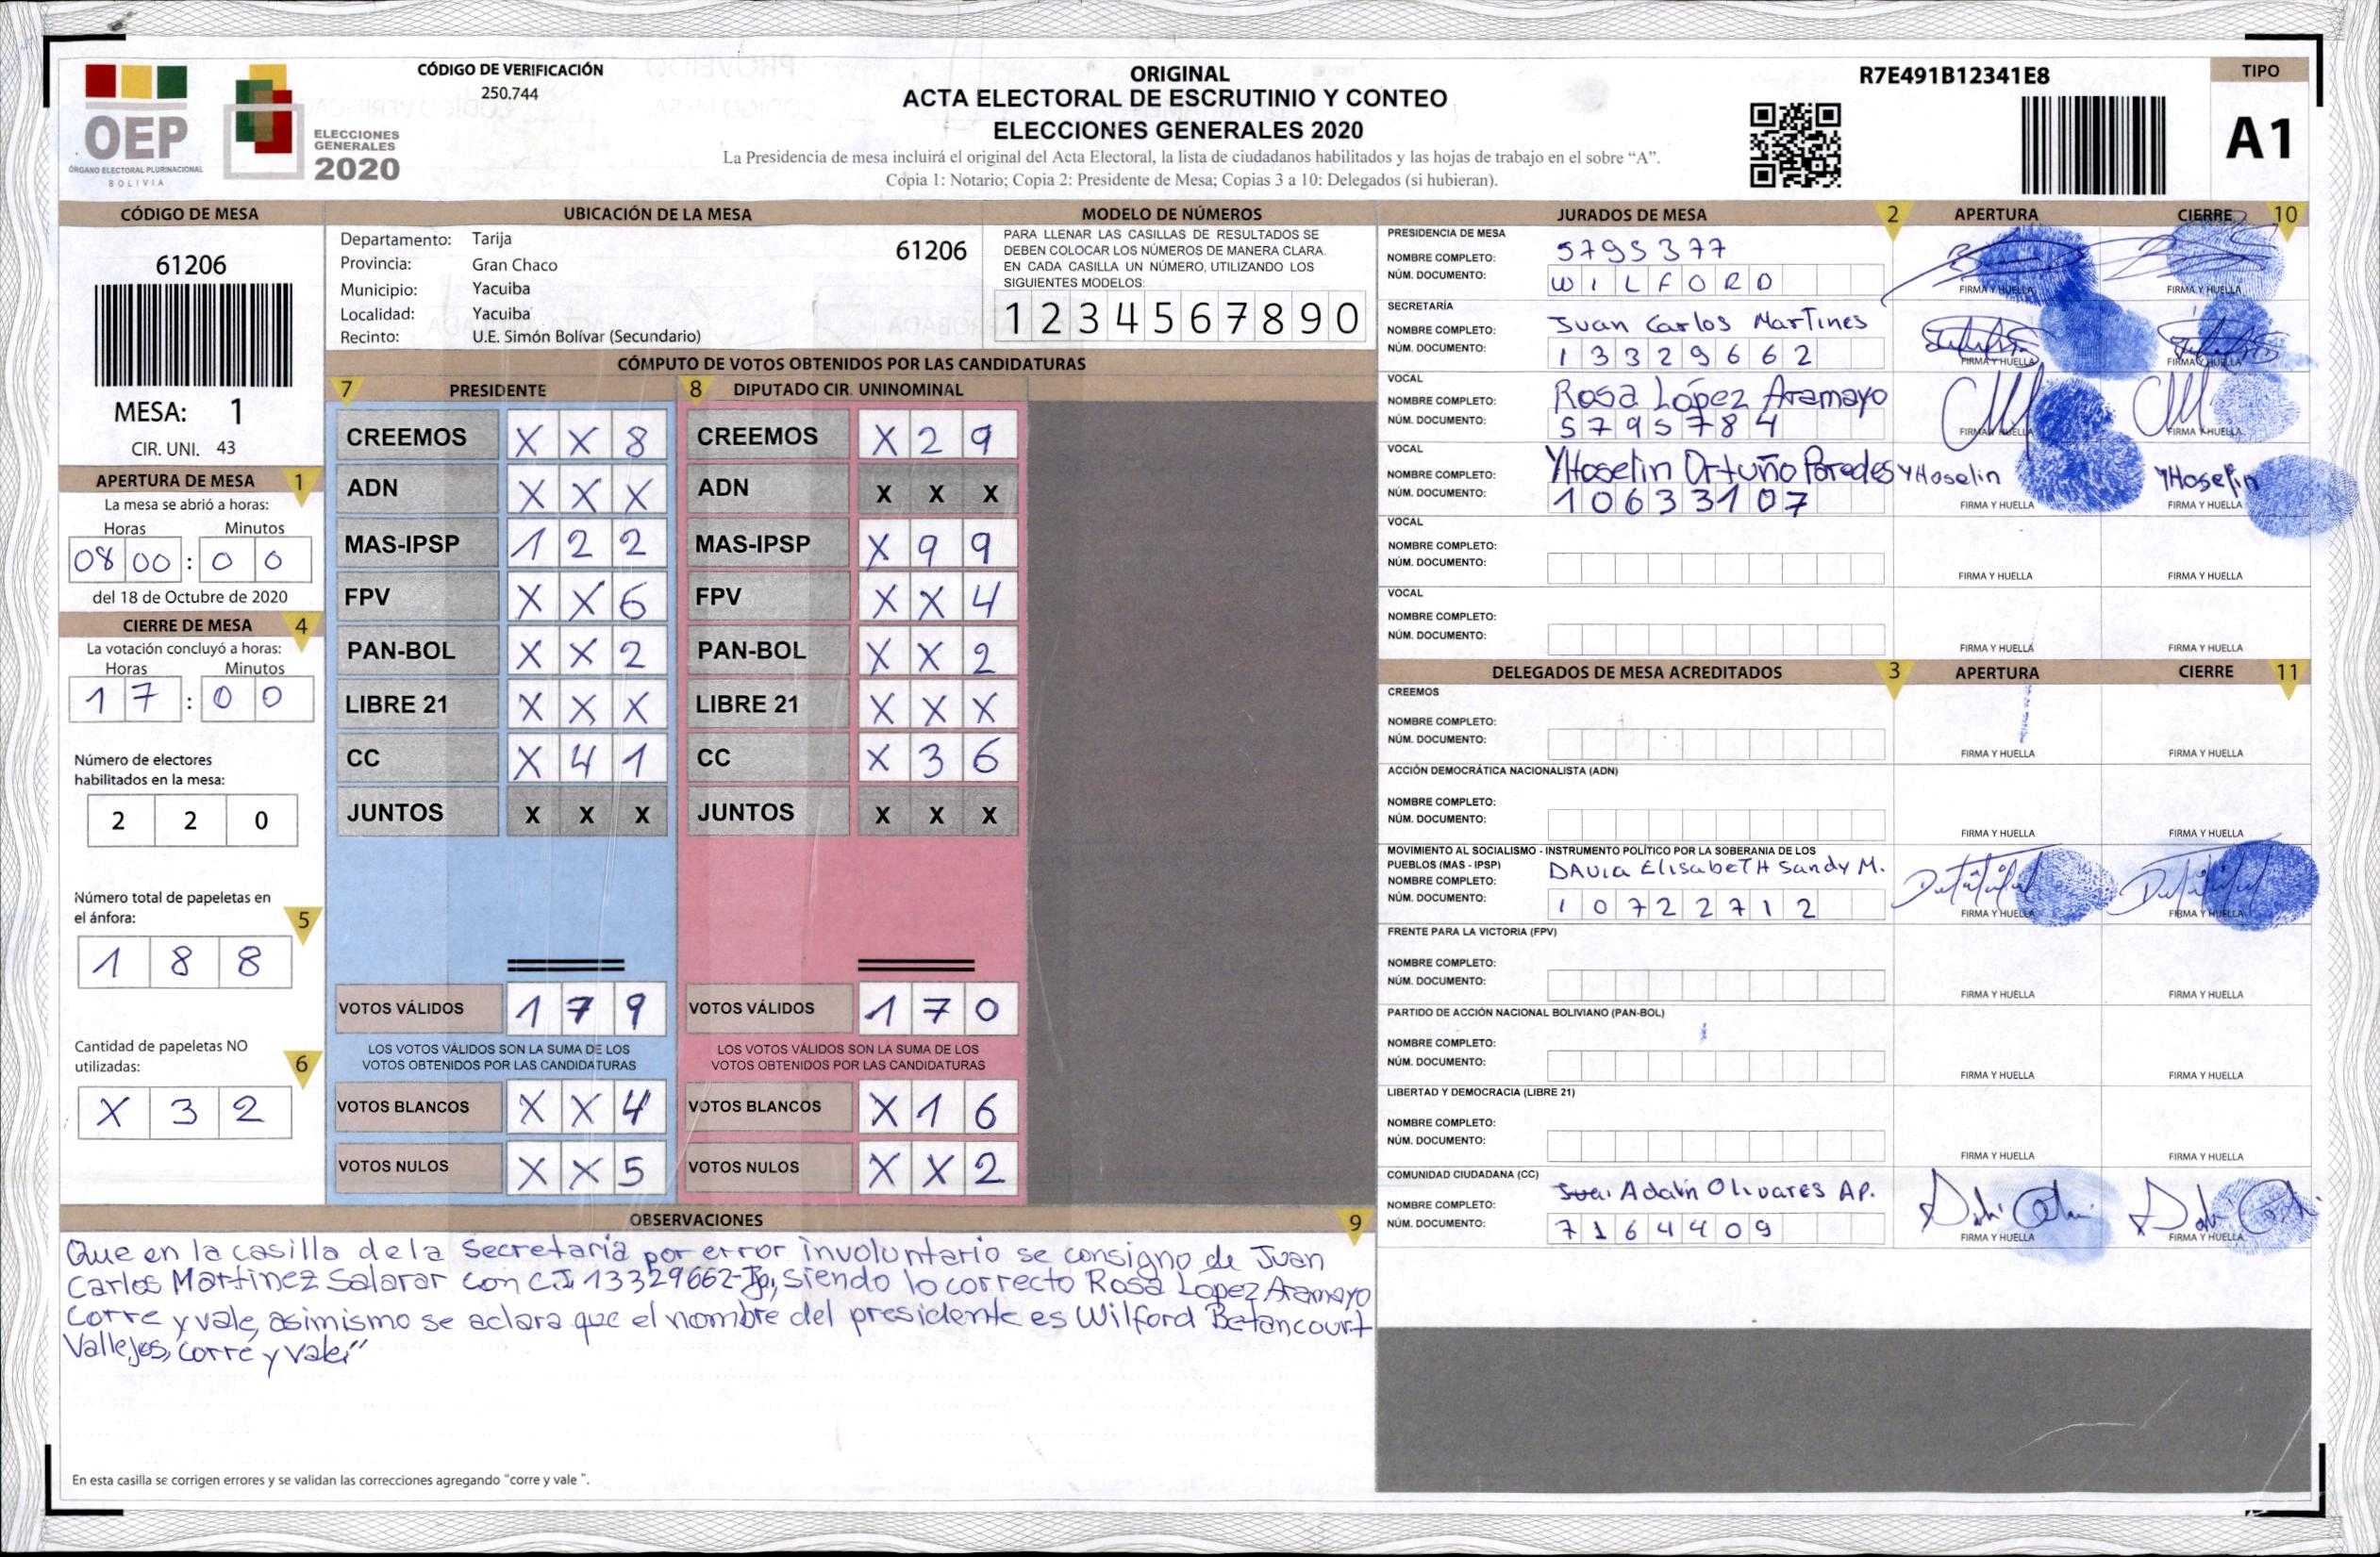 OEP
ÓRGANO ELECTORAL PLURINACIONAL
BOLIVIA
ELECCIONES
GENERALES
2020
CÓDIGO DE VERIFICACIÓN
250.744
ORIGINAL
ACTA ELECTORAL DE ESCRUTINIO Y CONTEO
ELECCIONES GENERALES 2020
La Presidencia de mesa incluirá el original del Acta Electoral, la lista de ciudadanos habilitados y las hojas de trabajo en el sobre “A”.
Copia 1: Notario; Copia 2: Presidente de Mesa; Copias 3 a 10: Delegados (si hubieran).
R7E491B12341E8
TIPO
A1
CÓDIGO DE MESA
61206
MESA: 1
CIR. UNI. 43
APERTURA DE MESA 1
La mesa se abrió a horas:
Horas Minutos
08 00 : 0 0
del 18 de Octubre de 2020
CIERRE DE MESA 4
La votación concluyó a horas:
Horas Minutos
1 7 : 0 0
Número de electores
habilitados en la mesa:
2 2 0
Número total de papeletas en
el ánfora: 5
1 8 8
Cantidad de papeletas NO
utilizadas: 6
X 3 2
UBICACIÓN DE LA MESA
Departamento: Tarija 61206
Provincia: Gran Chaco
Municipio: Yacuiba
Localidad: Yacuiba
Recinto: U.E. Simón Bolívar (Secundario)
MODELO DE NÚMEROS
PARA LLENAR LAS CASILLAS DE RESULTADOS SE
DEBEN COLOCAR LOS NÚMEROS DE MANERA CLARA.
EN CADA CASILLA UN NÚMERO, UTILIZANDO LOS
SIGUIENTES MODELOS:
1 2 3 4 5 6 7 8 9 0
CÓMPUTO DE VOTOS OBTENIDOS POR LAS CANDIDATURAS
7 PRESIDENTE 8 DIPUTADO CIR. UNINOMINAL
CREEMOS X X 8 CREEMOS X 2 9
ADN X X X ADN X X X
MAS-IPSP 1 2 2 MAS-IPSP X 9 9
FPV X X 6 FPV X X 4
PAN-BOL X X 2 PAN-BOL X X 2
LIBRE 21 X X X LIBRE 21 X X X
CC X 4 1 CC X 3 6
JUNTOS X X X JUNTOS X X X
VOTOS VÁLIDOS 1 7 9 VOTOS VÁLIDOS 1 7 0
LOS VOTOS VÁLIDOS SON LA SUMA DE LOS LOS VOTOS VÁLIDOS SON LA SUMA DE LOS
VOTOS OBTENIDOS POR LAS CANDIDATURAS VOTOS OBTENIDOS POR LAS CANDIDATURAS
VOTOS BLANCOS X X 4 VOTOS BLANCOS X 1 6
VOTOS NULOS X X 5 VOTOS NULOS X X 2
JURADOS DE MESA 2 APERTURA CIERRE 10
PRESIDENCIA DE MESA
NOMBRE COMPLETO: 5795377
NÚM. DOCUMENTO: W I L F O R D
FIRMA Y HUELLA FIRMA Y HUELLA
SECRETARÍA
NOMBRE COMPLETO: Juan Carlos Martines
NÚM. DOCUMENTO: 1 3 3 2 9 6 6 2
FIRMA Y HUELLA FIRMA Y HUELLA
VOCAL
NOMBRE COMPLETO: Rosa López Aramayo
NÚM. DOCUMENTO: 5 7 9 5 7 8 4
FIRMA Y HUELLA FIRMA Y HUELLA
VOCAL
NOMBRE COMPLETO: YHoselin Ortuño Paredes YHoselin YHoselin
NÚM. DOCUMENTO: 1 0 6 3 3 1 0 7
FIRMA Y HUELLA FIRMA Y HUELLA
VOCAL
NOMBRE COMPLETO:
NÚM. DOCUMENTO:
FIRMA Y HUELLA FIRMA Y HUELLA
VOCAL
NOMBRE COMPLETO:
NÚM. DOCUMENTO:
FIRMA Y HUELLA FIRMA Y HUELLA
DELEGADOS DE MESA ACREDITADOS 3 APERTURA CIERRE 11
CREEMOS
NOMBRE COMPLETO:
NÚM. DOCUMENTO:
FIRMA Y HUELLA FIRMA Y HUELLA
ACCIÓN DEMOCRÁTICA NACIONALISTA (ADN)
NOMBRE COMPLETO:
NÚM. DOCUMENTO:
FIRMA Y HUELLA FIRMA Y HUELLA
MOVIMIENTO AL SOCIALISMO - INSTRUMENTO POLÍTICO POR LA SOBERANIA DE LOS
PUEBLOS (MAS - IPSP)
NOMBRE COMPLETO: DAVIa ElisabeTH Sandy M.
NÚM. DOCUMENTO: 1 0 7 2 2 7 1 2
FIRMA Y HUELLA FIRMA Y HUELLA
FRENTE PARA LA VICTORIA (FPV)
NOMBRE COMPLETO:
NÚM. DOCUMENTO:
FIRMA Y HUELLA FIRMA Y HUELLA
PARTIDO DE ACCIÓN NACIONAL BOLIVIANO (PAN-BOL)
NOMBRE COMPLETO:
NÚM. DOCUMENTO:
FIRMA Y HUELLA FIRMA Y HUELLA
LIBERTAD Y DEMOCRACIA (LIBRE 21)
NOMBRE COMPLETO:
NÚM. DOCUMENTO:
FIRMA Y HUELLA FIRMA Y HUELLA
COMUNIDAD CIUDADANA (CC)
NOMBRE COMPLETO: Adalin Olivares AP.
NÚM. DOCUMENTO: 7 1 6 4 4 0 9
FIRMA Y HUELLA FIRMA Y HUELLA
OBSERVACIONES 9
Que en la casilla dela Secretaria por error involuntario se consigno de Juan
Carlos Martinez Salazar con C.I 13329662-Tja, siendo lo correcto Rosa Lopez Aramayo
Corre y vale, asimismo se aclara que el nombre del presidente es Wilford Betancourt
Vallejos, corre y vale"
En esta casilla se corrigen errores y se validan las correcciones agregando “corre y vale ”.